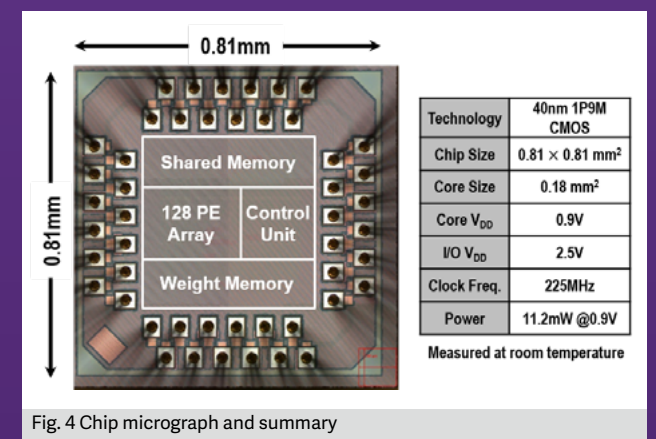 0.81mm
0.81mm
Shared Memory
128 PE
Array
Control
Unit
Weight Memory
Technology
40nm 1P9M
CMOS
Chip Size
0.81 × 0.81 mm²
Core Size
0.18 mm²
Core V_DD
0.9V
I/O V_DD
2.5V
Clock Freq.
225MHz
Power
11.2mW @0.9V
Measured at room temperature
Fig. 4 Chip micrograph and summary